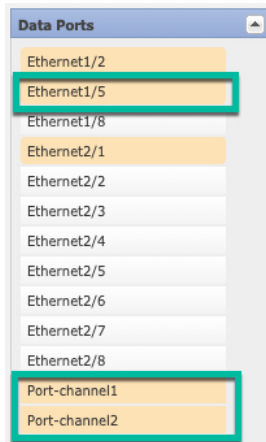 Data Ports
Ethernet1/2
Ethernet1/5
Ethernet1/8
Ethernet2/1
Ethernet2/2
Ethernet2/3
Ethernet2/4
Ethernet2/5
Ethernet2/6
Ethernet2/7
Ethernet2/8
Port-channel1
Port-channel2